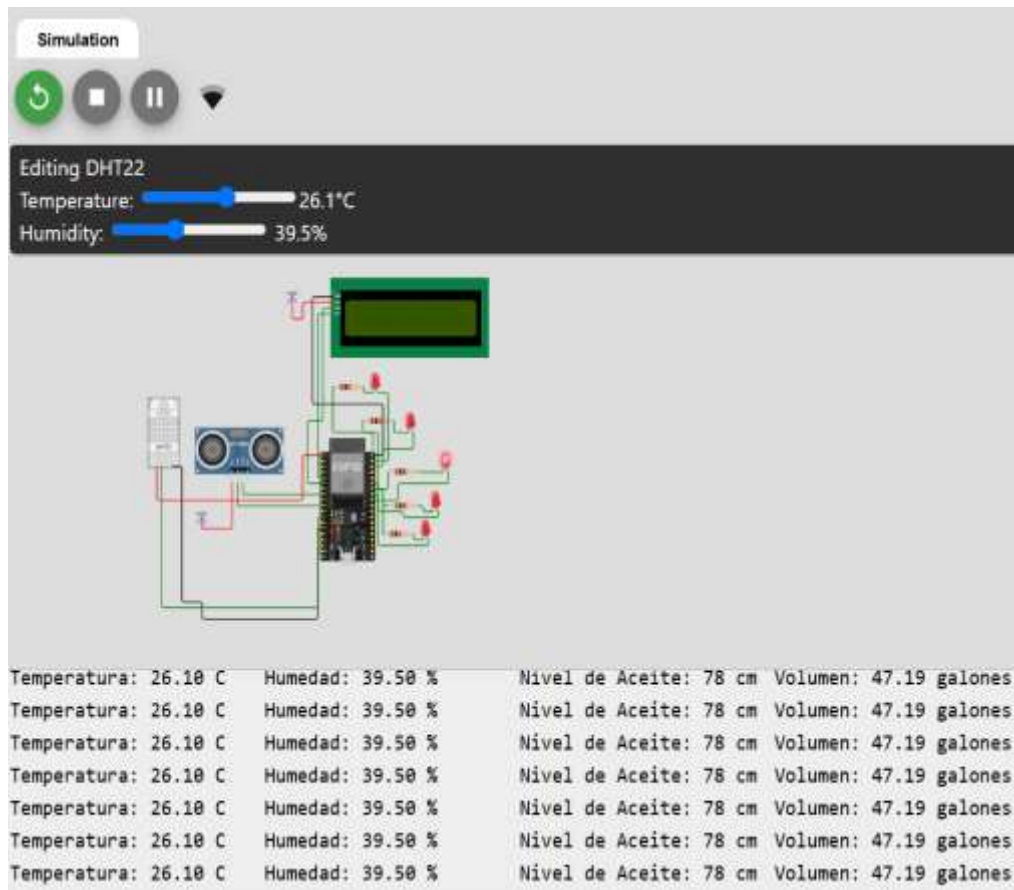 Simulation
Editing DHT22
Temperature: 26.1°C
Humidity: 39.5%
Temperatura: 26.10 C Humedad: 39.50 % Nivel de Aceite: 78 cm Volumen: 47.19 galones
Temperatura: 26.10 C Humedad: 39.50 % Nivel de Aceite: 78 cm Volumen: 47.19 galones
Temperatura: 26.10 C Humedad: 39.50 % Nivel de Aceite: 78 cm Volumen: 47.19 galones
Temperatura: 26.10 C Humedad: 39.50 % Nivel de Aceite: 78 cm Volumen: 47.19 galones
Temperatura: 26.10 C Humedad: 39.50 % Nivel de Aceite: 78 cm Volumen: 47.19 galones
Temperatura: 26.10 C Humedad: 39.50 % Nivel de Aceite: 78 cm Volumen: 47.19 galones
Temperatura: 26.10 C Humedad: 39.50 % Nivel de Aceite: 78 cm Volumen: 47.19 galones